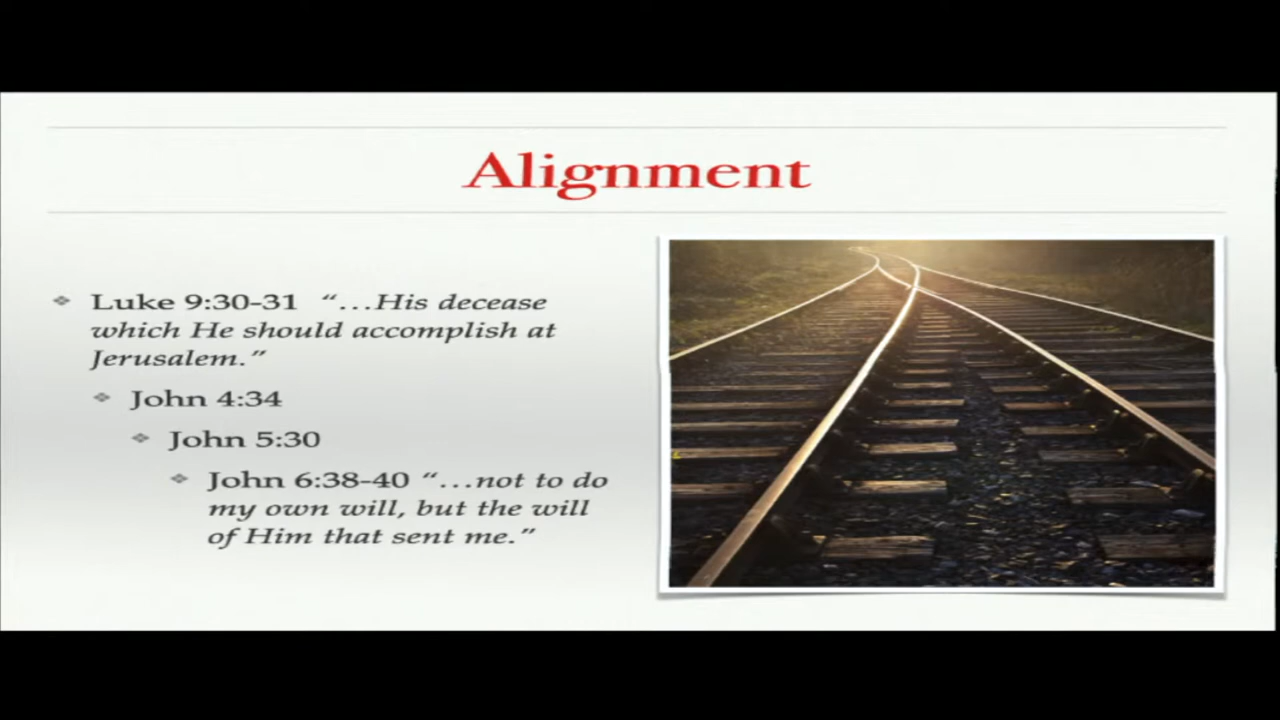 Alignment
Luke 9:30-31 “...His decease
which He should accomplish at
Jerusalem.”
John 4:34
John 5:30
John 6:38-40 “...not to do
my own will, but the will
of Him that sent me.”